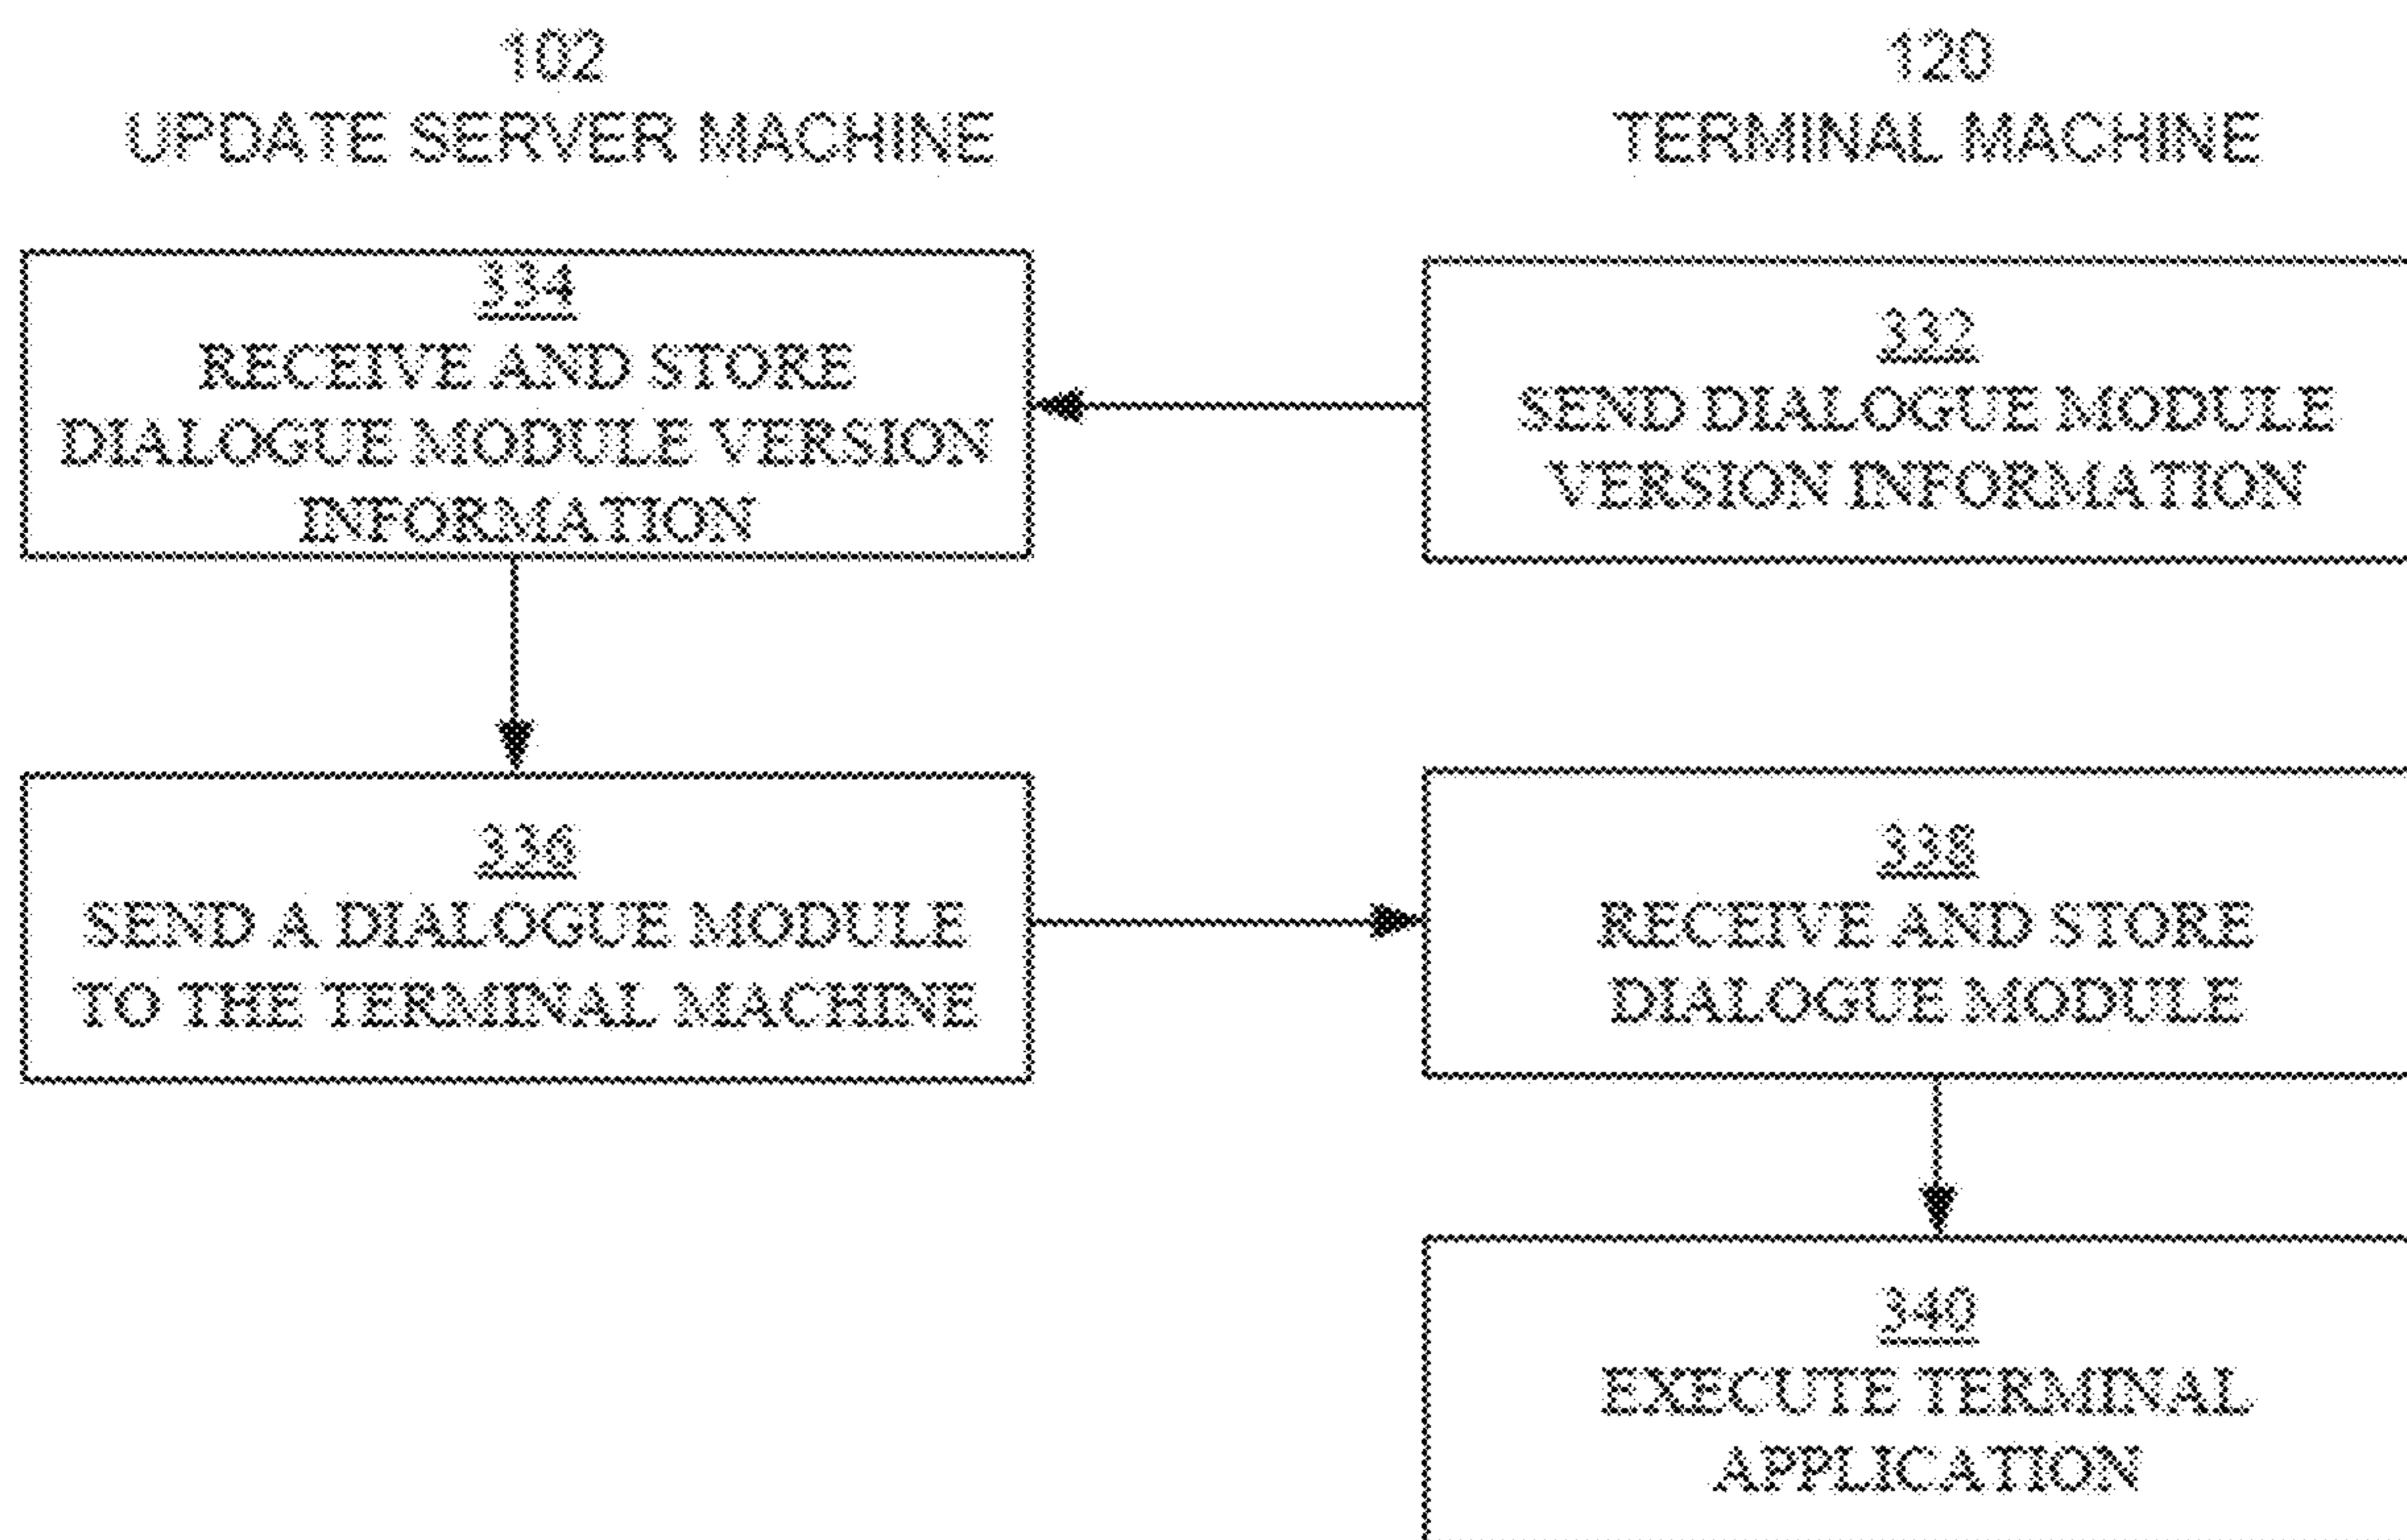 102
UPDATE SERVER MACHINE
120
TERMINAL MACHINE
334
RECEIVE AND STORE
DIALOGUE MODULE VERSION
INFORMATION
332
SEND DIALOGUE MODULE
VERSION INFORMATION
336
SEND A DIALOGUE MODULE
TO THE TERMINAL MACHINE
338
RECEIVE AND STORE
DIALOGUE MODULE
340
EXECUTE TERMINAL
APPLICATION